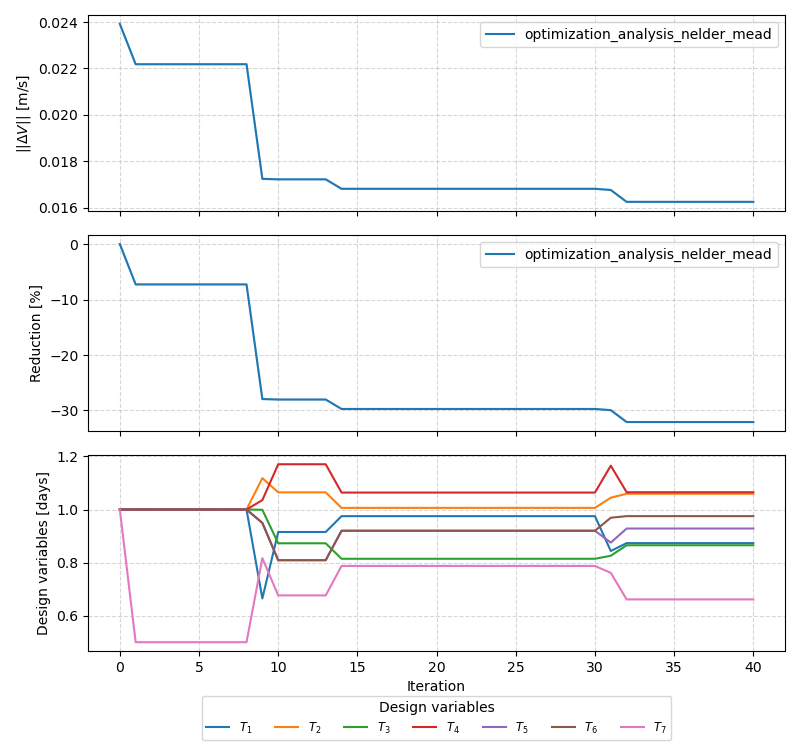 0.024
0.022
0.020
0.018
0.016
||ΔV|| [m/s]
optimization_analysis_nelder_mead
0
−10
−20
−30
Reduction [%]
optimization_analysis_nelder_mead
1.2
1.0
0.8
0.6
Design variables [days]
0 5 10 15 20 25 30 35 40
Iteration
Design variables
T₁ T₂ T₃ T₄ T₅ T₆ T₇